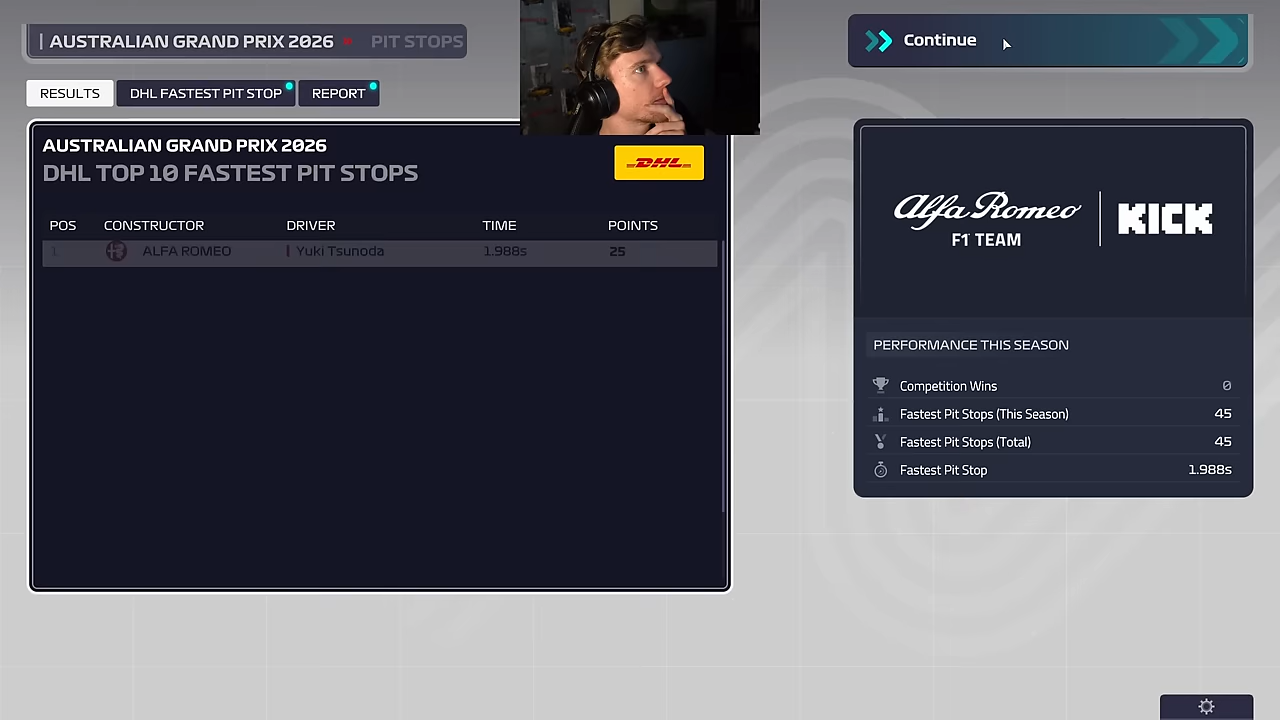 AUSTRALIAN GRAND PRIX 2026 • PIT STOPS
Continue
RESULTS
DHL FASTEST PIT STOP
REPORT
AUSTRALIAN GRAND PRIX 2026
DHL TOP 10 FASTEST PIT STOPS
DHL
POS CONSTRUCTOR DRIVER TIME POINTS
1. ALFA ROMEO Yuki Tsunoda 1.988s 25
Alfa Romeo
F1 TEAM
KICK
PERFORMANCE THIS SEASON
Competition Wins 0
Fastest Pit Stops (This Season) 45
Fastest Pit Stops (Total) 45
Fastest Pit Stop 1.988s